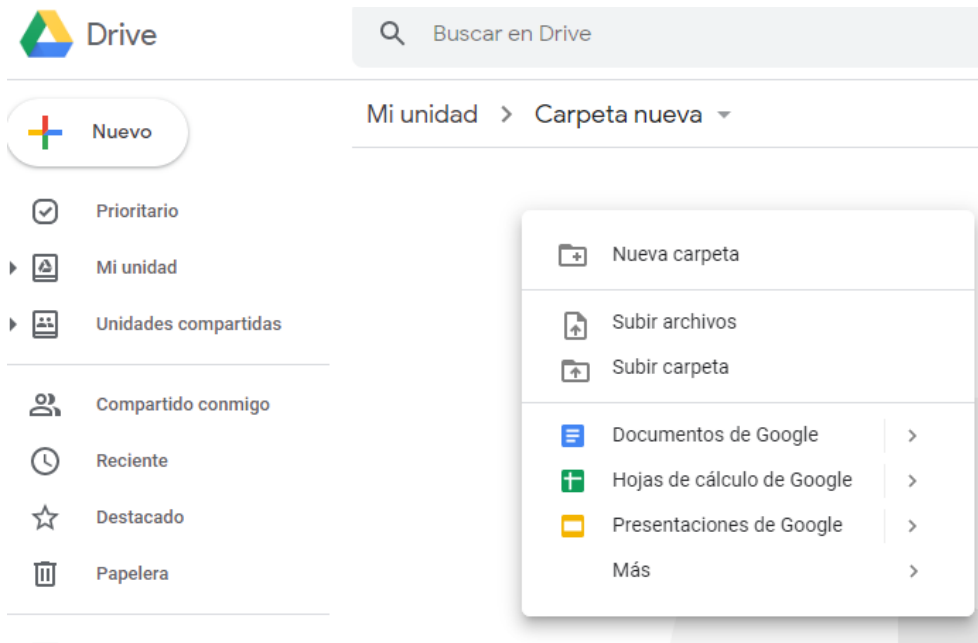 Drive
Buscar en Drive
Mi unidad > Carpeta nueva
Nuevo
Prioritario
Mi unidad
Unidades compartidas
Compartido conmigo
Reciente
Destacado
Papelera
Nueva carpeta
Subir archivos
Subir carpeta
Documentos de Google
Hojas de cálculo de Google
Presentaciones de Google
Más